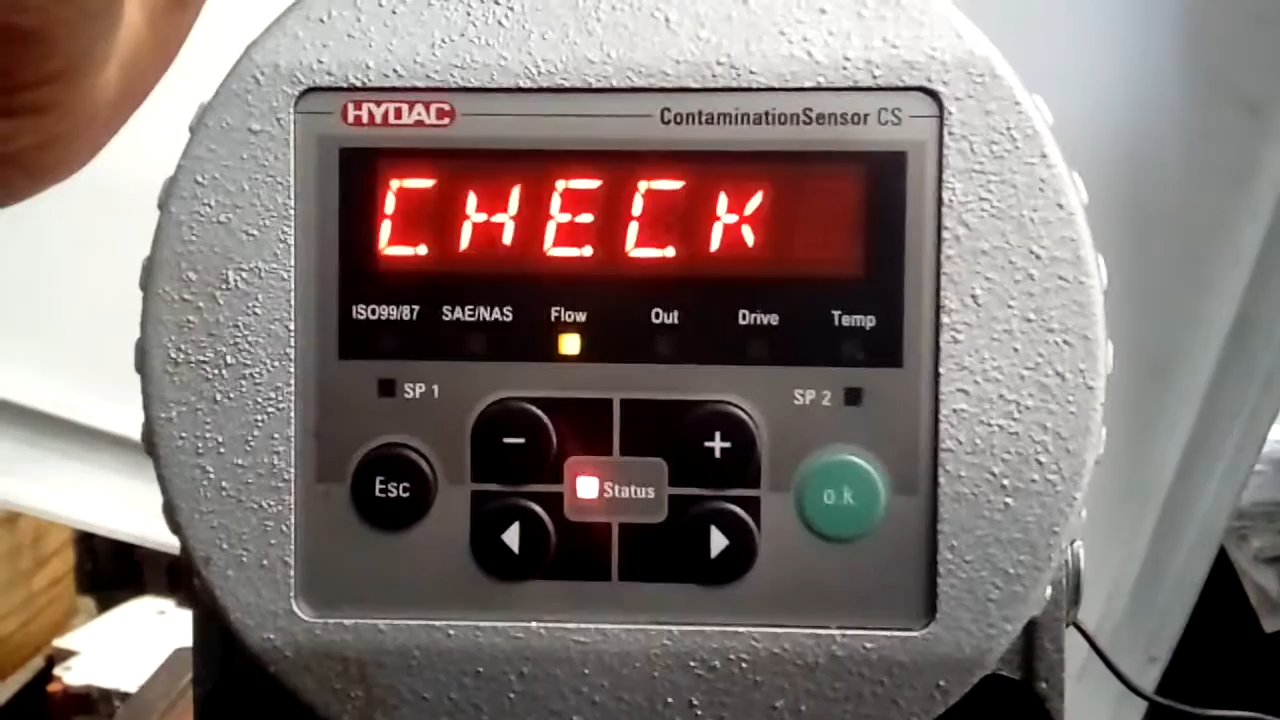 HYDAC
ContaminationSensor CS
CHECK
ISO99/87 SAE/NAS Flow Out Drive Temp
SP 1
SP 2
− +
Esc
Status
o.k